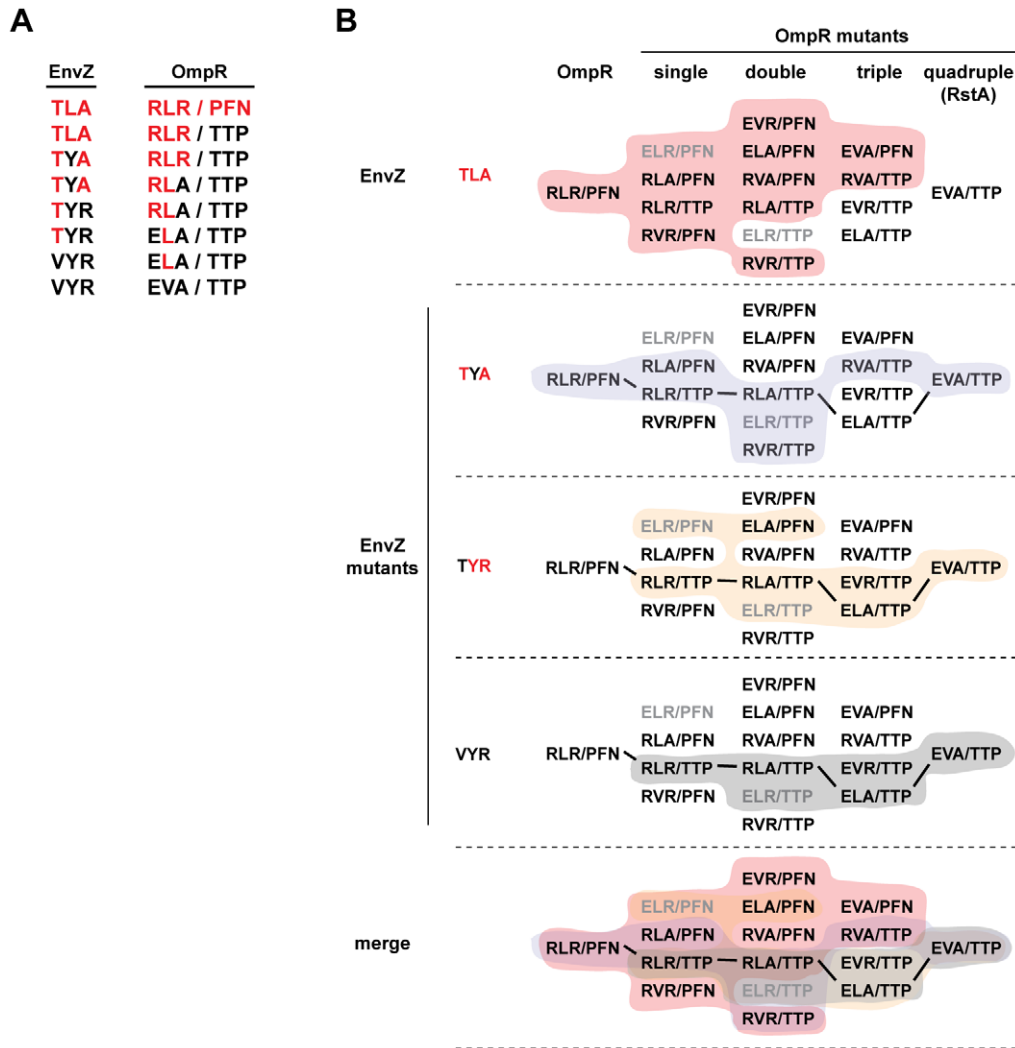 A
EnvZ OmpR
TLA RLR / PFN
TLA RLR / TTP
TYA RLR / TTP
TYA RLA / TTP
TYR RLA / TTP
TYR ELA / TTP
VYR ELA / TTP
VYR EVA / TTP
B
OmpR mutants
OmpR single double triple quadruple
(RstA)
EVR/PFN
ELR/PFN ELA/PFN EVA/PFN
EnvZ TLA RLR/PFN RLA/PFN RVA/PFN RVA/TTP EVA/TTP
RLR/TTP RLA/TTP EVR/TTP
RVR/PFN ELR/TTP ELA/TTP
RVR/TTP
EVR/PFN
ELR/PFN ELA/PFN EVA/PFN
RLA/PFN RVA/PFN RVA/TTP
TYA RLR/PFN EVA/TTP
RLR/TTP RLA/TTP EVR/TTP
RVR/PFN ELR/TTP ELA/TTP
RVR/TTP
EVR/PFN
ELR/PFN ELA/PFN EVA/PFN
EnvZ
mutants
RLA/PFN RVA/PFN RVA/TTP
TYR RLR/PFN EVA/TTP
RLR/TTP RLA/TTP EVR/TTP
RVR/PFN ELR/TTP ELA/TTP
RVR/TTP
EVR/PFN
ELR/PFN ELA/PFN EVA/PFN
RLA/PFN RVA/PFN RVA/TTP
VYR RLR/PFN EVA/TTP
RLR/TTP RLA/TTP EVR/TTP
RVR/PFN ELR/TTP ELA/TTP
RVR/TTP
EVR/PFN
ELR/PFN ELA/PFN EVA/PFN
RLA/PFN RVA/PFN RVA/TTP
merge RLR/PFN EVA/TTP
RLR/TTP RLA/TTP EVR/TTP
RVR/PFN ELR/TTP ELA/TTP
RVR/TTP